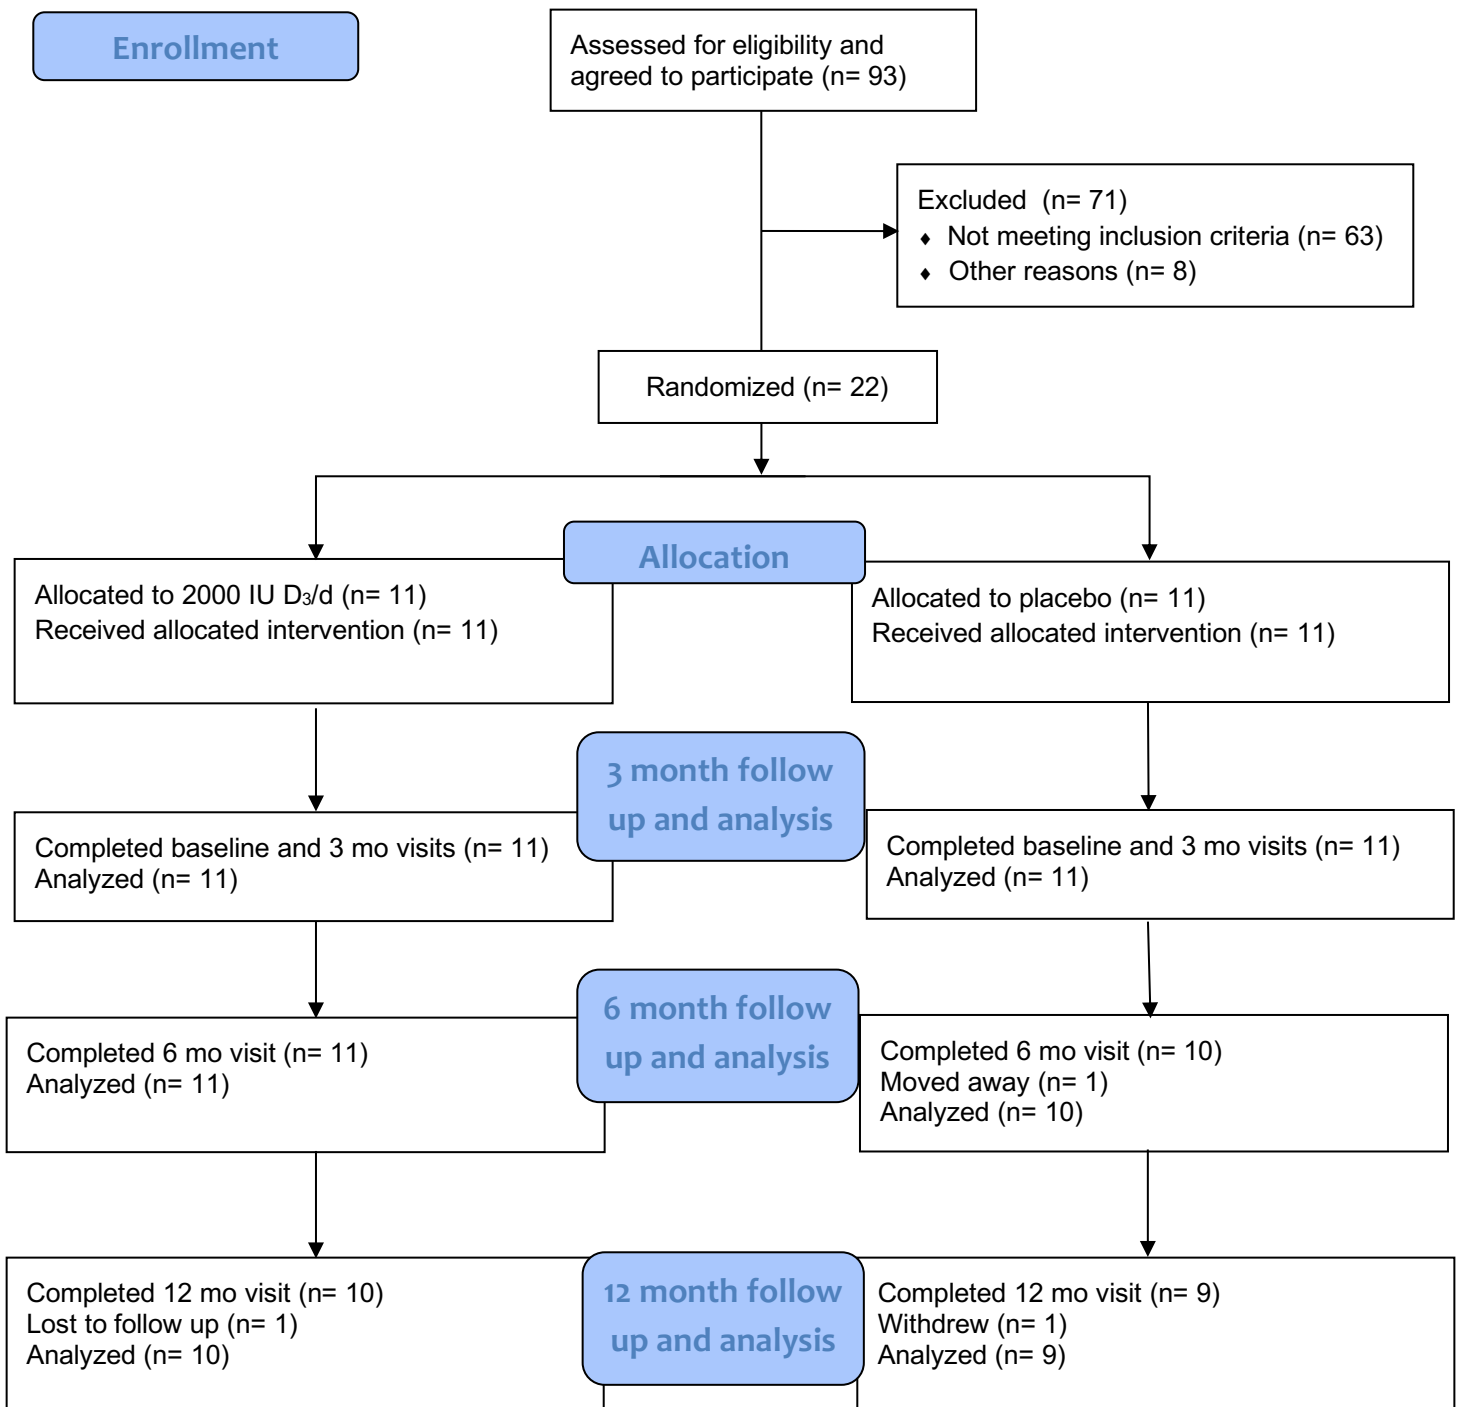 Enrollment
Assessed for eligibility and
agreed to participate (n= 93)
Excluded (n= 71)
♦ Not meeting inclusion criteria (n= 63)
♦ Other reasons (n= 8)
Randomized (n= 22)
Allocation
Allocated to 2000 IU D₃/d (n= 11)
Received allocated intervention (n= 11)
Allocated to placebo (n= 11)
Received allocated intervention (n= 11)
3 month follow
up and analysis
Completed baseline and 3 mo visits (n= 11)
Analyzed (n= 11)
Completed baseline and 3 mo visits (n= 11)
Analyzed (n= 11)
6 month follow
up and analysis
Completed 6 mo visit (n= 11)
Analyzed (n= 11)
Completed 6 mo visit (n= 10)
Moved away (n= 1)
Analyzed (n= 10)
12 month follow
up and analysis
Completed 12 mo visit (n= 10)
Lost to follow up (n= 1)
Analyzed (n= 10)
Completed 12 mo visit (n= 9)
Withdrew (n= 1)
Analyzed (n= 9)